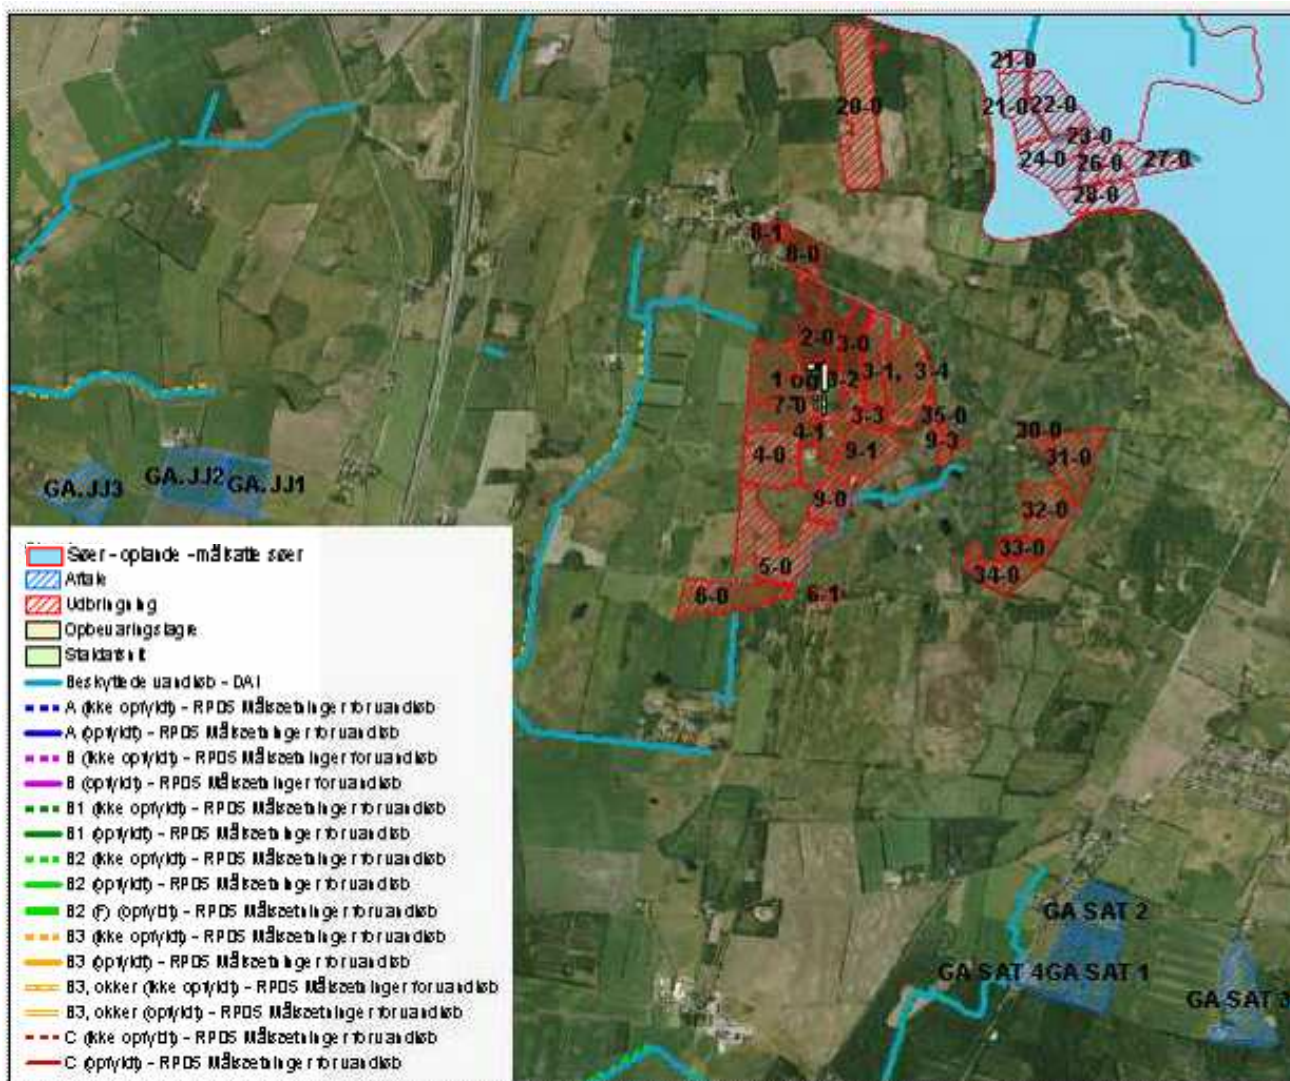 21-0
20-0
21-0 22-0
23-0
24-0 26-0 27-0
28-0
8-1
8-0
2-0 3-0
1 og 3-1, 3-4
7-0
3-3 35-0
4-1 9-3 30-0
4-0 9-1 31-0
GA. JJ3 GA. JJ2 GA. JJ1
9-0 32-0
33-0
5-0 34-0
6-0 6-1
Søer - oplande - målsatte søer
Aftale
Udbringning
Opbevaringslagre
Staldafsnit
Beskyttede vandløb - DAI
A (ikke opfyldt) - RPDS Målsætninger for vandløb
A (opfyldt) - RPDS Målsætninger for vandløb
B (ikke opfyldt) - RPDS Målsætninger for vandløb
B (opfyldt) - RPDS Målsætninger for vandløb
B1 (ikke opfyldt) - RPDS Målsætninger for vandløb
B1 (opfyldt) - RPDS Målsætninger for vandløb
B2 (ikke opfyldt) - RPDS Målsætninger for vandløb
B2 (opfyldt) - RPDS Målsætninger for vandløb
B2 (F) (opfyldt) - RPDS Målsætninger for vandløb
B3 (ikke opfyldt) - RPDS Målsætninger for vandløb
B3 (opfyldt) - RPDS Målsætninger for vandløb
B3, okker (ikke opfyldt) - RPDS Målsætninger for vandløb
B3, okker (opfyldt) - RPDS Målsætninger for vandløb
C (ikke opfyldt) - RPDS Målsætninger for vandløb
C (opfyldt) - RPDS Målsætninger for vandløb
GA SAT 2
GA SAT 4 GA SAT 1
GA SAT 3